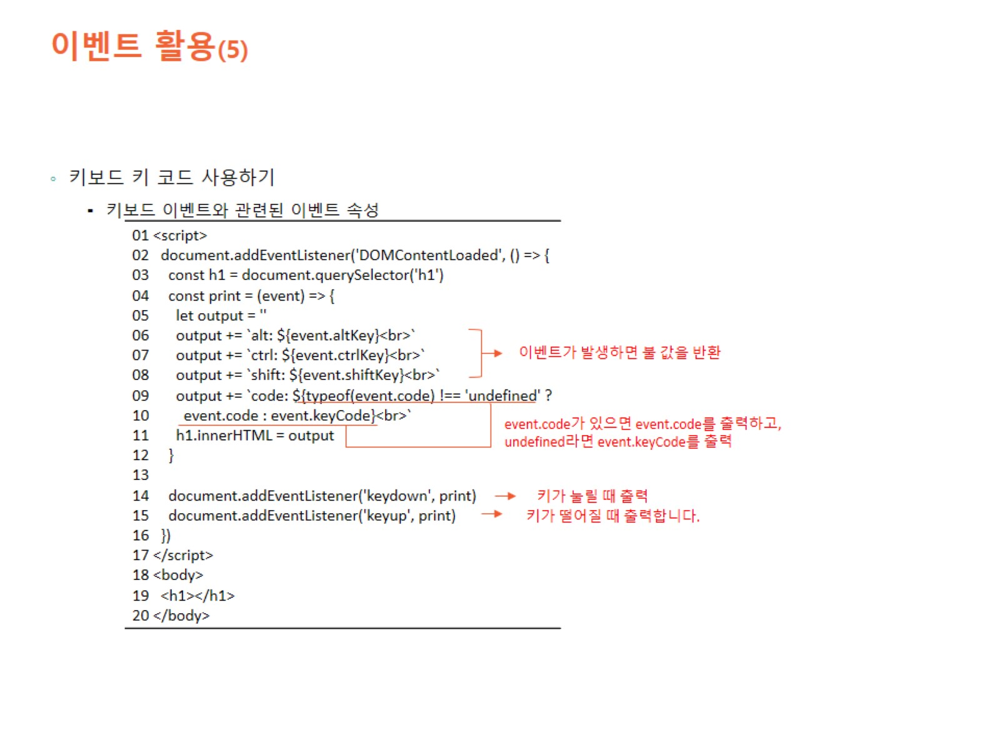 이벤트 활용(5)
◦ 키보드 키 코드 사용하기
▪ 키보드 이벤트와 관련된 이벤트 속성
01 <script>
02   document.addEventListener('DOMContentLoaded', () => {
03     const h1 = document.querySelector('h1')
04     const print = (event) => {
05       let output = ''
06       output += `alt: ${event.altKey}<br>`
07       output += `ctrl: ${event.ctrlKey}<br>`
08       output += `shift: ${event.shiftKey}<br>`
이벤트가 발생하면 불 값을 반환
09       output += `code: ${typeof(event.code) !== 'undefined' ?
10         event.code : event.keyCode}<br>`
11       h1.innerHTML = output
event.code가 있으면 event.code를 출력하고,
undefined라면 event.keyCode를 출력
12     }
13
14     document.addEventListener('keydown', print) 키가 눌릴 때 출력
15     document.addEventListener('keyup', print) 키가 떨어질 때 출력합니다.
16   })
17 </script>
18 <body>
19   <h1></h1>
20 </body>